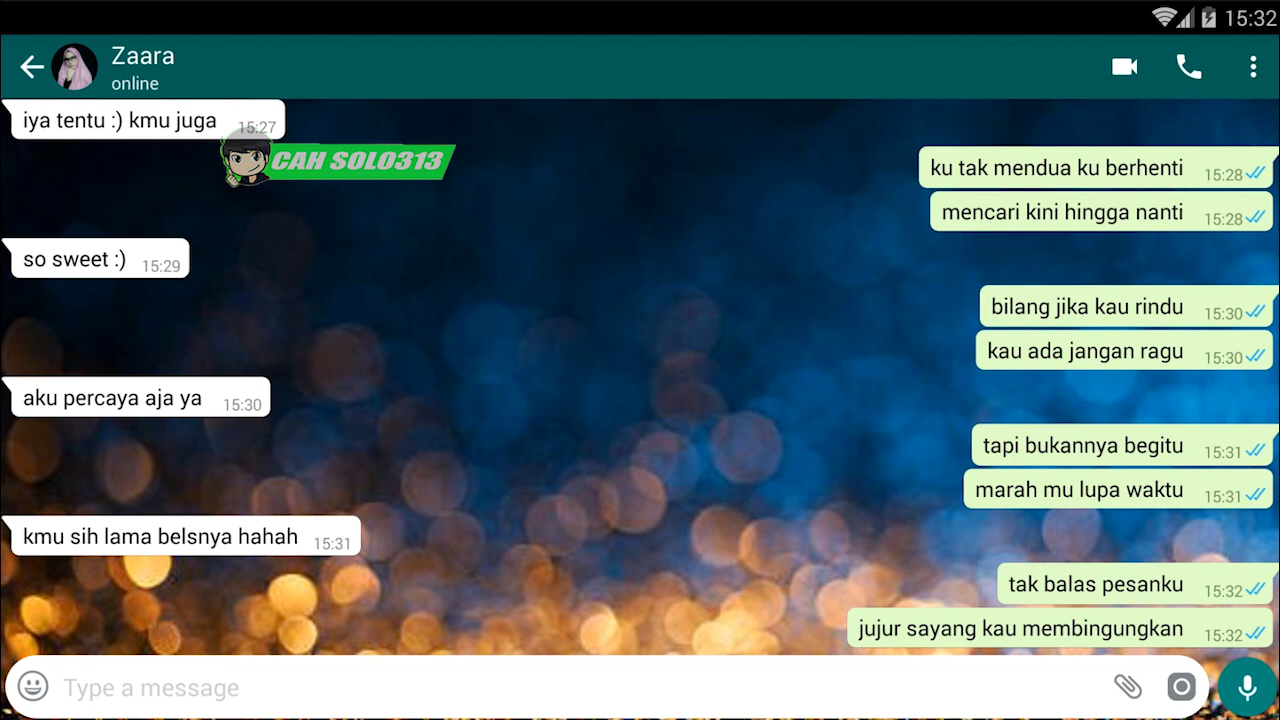 15:32
Zaara
online
iya tentu :) kmu juga 15:27
CAH SOLO313
ku tak mendua ku berhenti 15:28
mencari kini hingga nanti 15:28
so sweet :) 15:29
bilang jika kau rindu 15:30
kau ada jangan ragu 15:30
aku percaya aja ya 15:30
tapi bukannya begitu 15:31
marah mu lupa waktu 15:31
kmu sih lama belsnya hahah 15:31
tak balas pesanku 15:32
jujur sayang kau membingungkan 15:32
Type a message